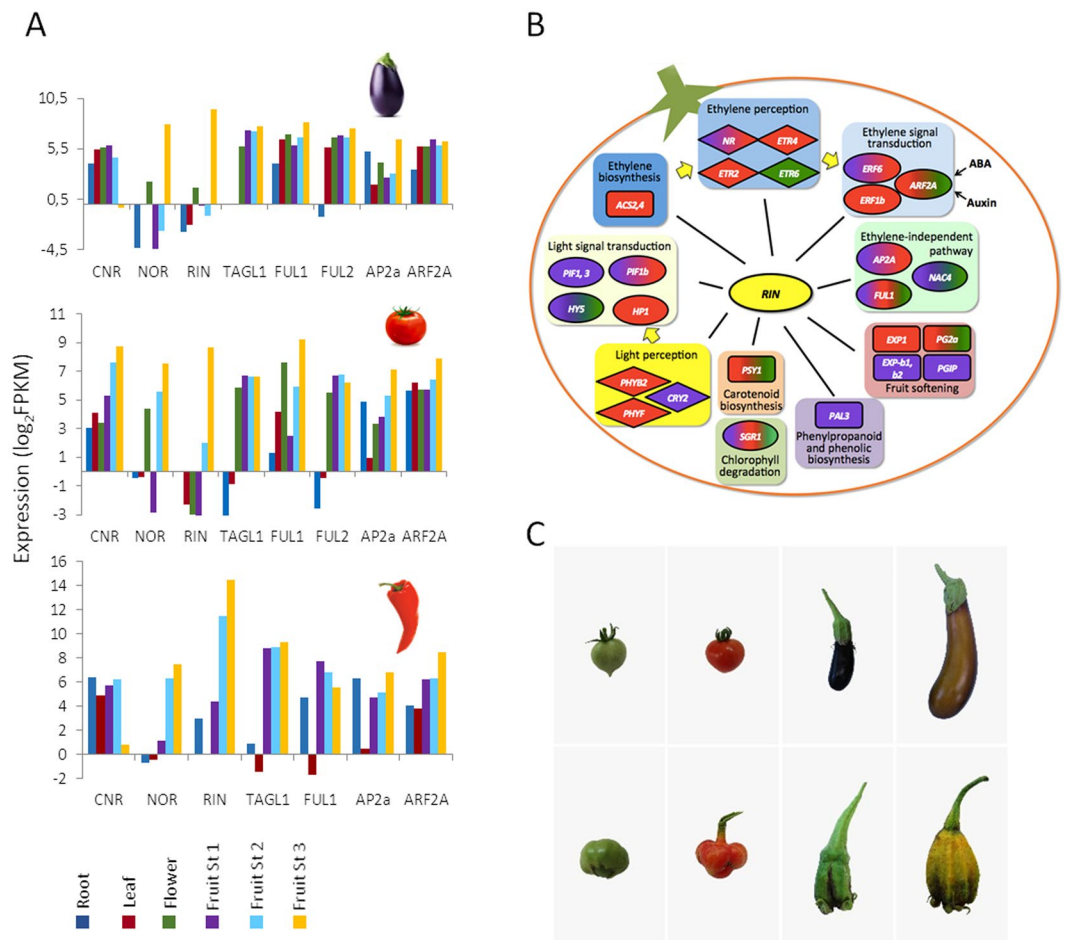 A
10,5
5,5
0,5
-4,5
CNR NOR RIN TAGL1 FUL1 FUL2 AP2a ARF2A
Expression (log2FPKM)
11
9
7
5
3
1
-1
-3
CNR NOR RIN TAGL1 FUL1 FUL2 AP2a ARF2A
16
14
12
10
8
6
4
2
0
-2
CNR NOR RIN TAGL1 FUL1 AP2a ARF2A
Root
Leaf
Flower
Fruit St 1
Fruit St 2
Fruit St 3
B
Ethylene perception
NR ETR4
ETR2 ETR6
Ethylene signal
transduction
ERF6
ARF2A
ERF1b
ABA
Auxin
Ethylene
biosynthesis
ACS2,4
Light signal transduction
PIF1, 3 PIF1b
HY5 HP1
Ethylene-independent
pathway
AP2A
NAC4
FUL1
RIN
Light perception
PHYB2
CRY2
PHYF
PSY1
Carotenoid
biosynthesis
SGR1
Chlorophyll
degradation
PAL3
Phenylpropanoid
and phenolic
biosynthesis
EXP1 PG2a
EXP-b1,
b2
PGIP
Fruit softening
C